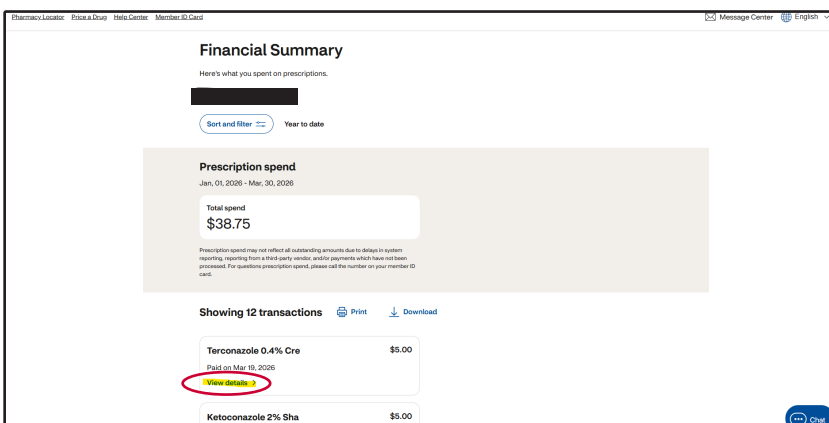 Pharmacy Locator Price a Drug Help Center Member ID Card
Message Center English
Financial Summary
Here's what you spent on prescriptions.
Sort and filter Year to date
Prescription spend
Jan, 01, 2026 - Mar, 30, 2026
Total spend
$38.75
Prescription spend may not reflect all outstanding amounts due to delays in system
reporting, reporting from a third-party vendor, and/or payments which have not been
processed. For questions prescription spend, please call the number on your member ID
card.
Showing 12 transactions Print Download
Terconazole 0.4% Cre $5.00
Paid on Mar 19, 2026
View details
Ketoconazole 2% Sha $5.00
Chat